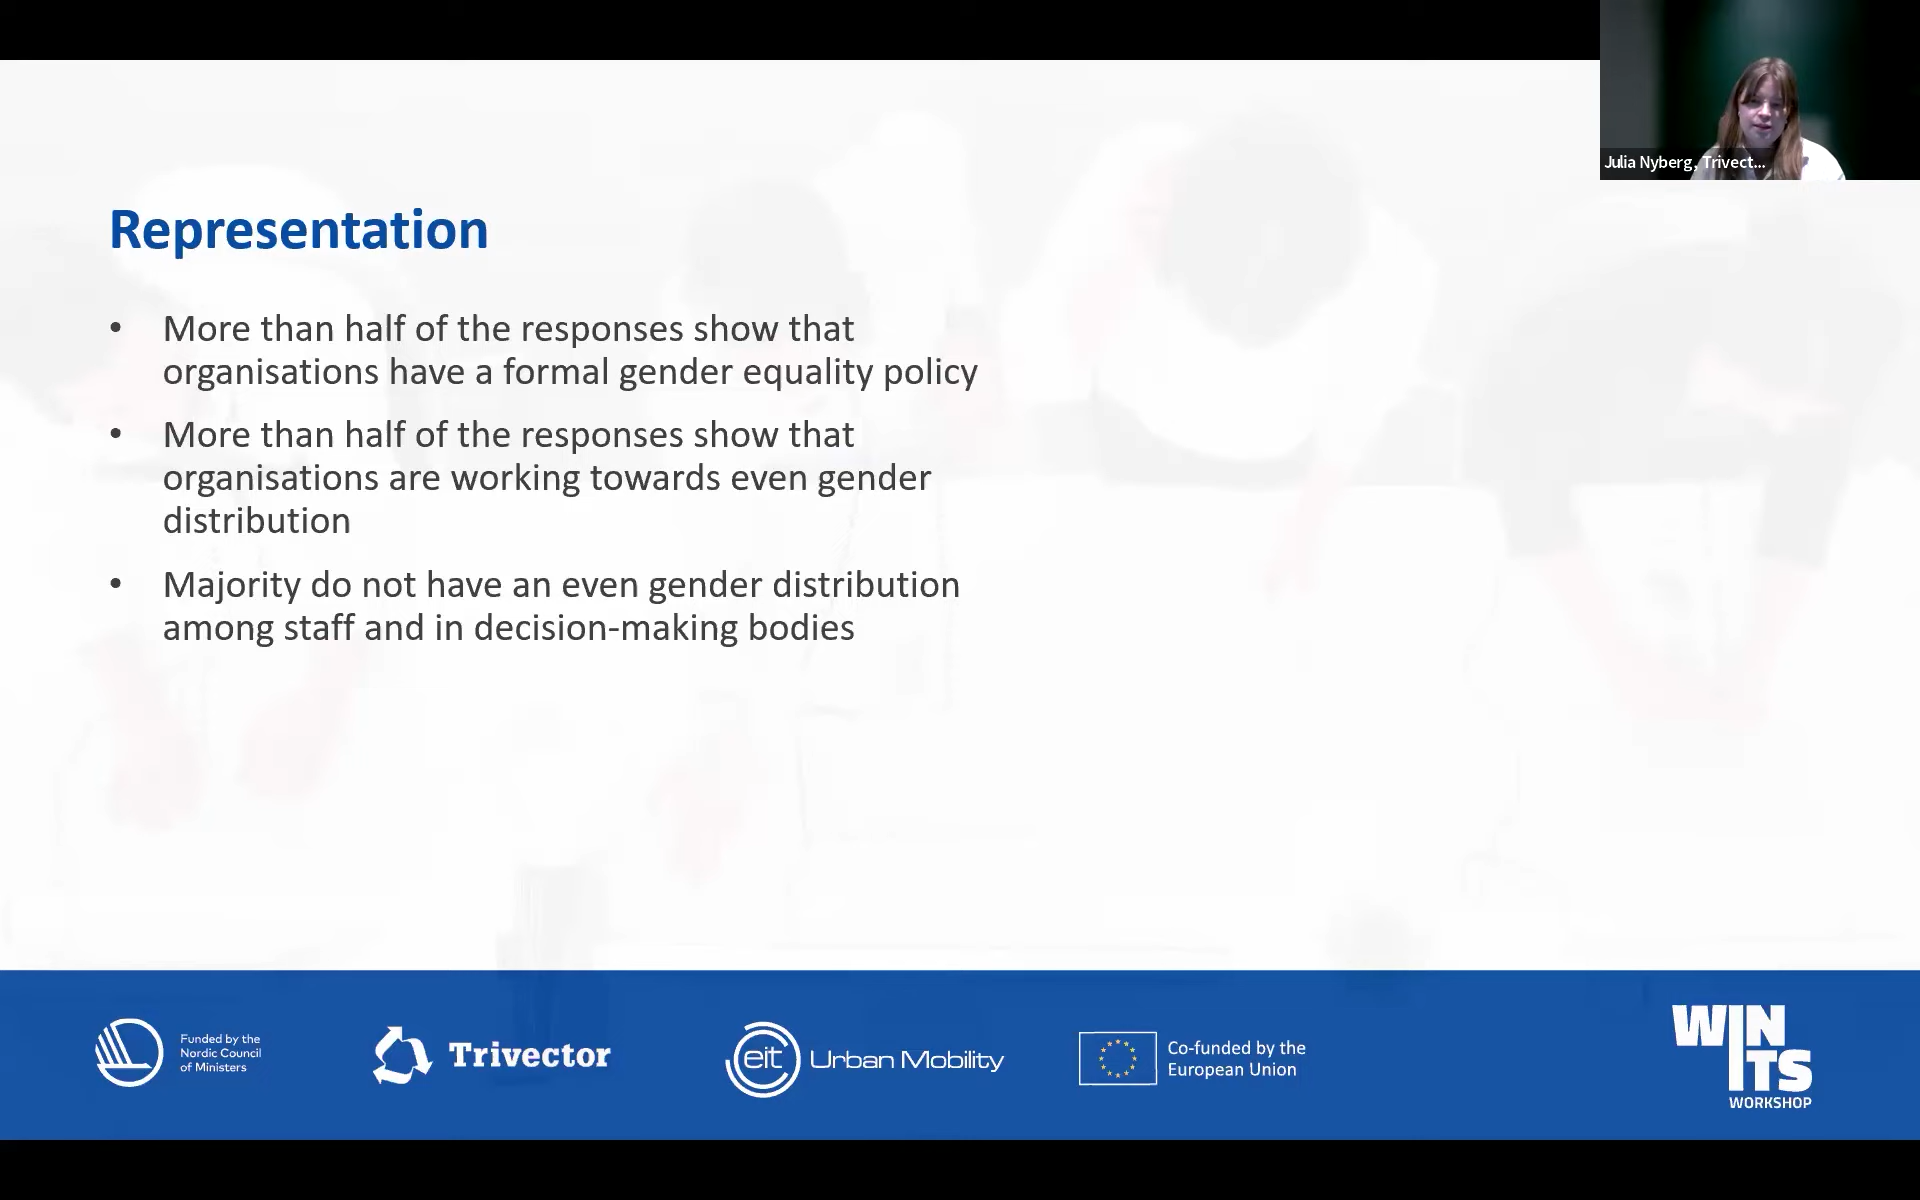 Julia Nyberg, Trivect...
Representation
• More than half of the responses show that
organisations have a formal gender equality policy
• More than half of the responses show that
organisations are working towards even gender
distribution
• Majority do not have an even gender distribution
among staff and in decision-making bodies
Funded by the
Nordic Council
of Ministers
Trivector
eit Urban Mobility
Co-funded by the
European Union
WIN
ITS
WORKSHOP